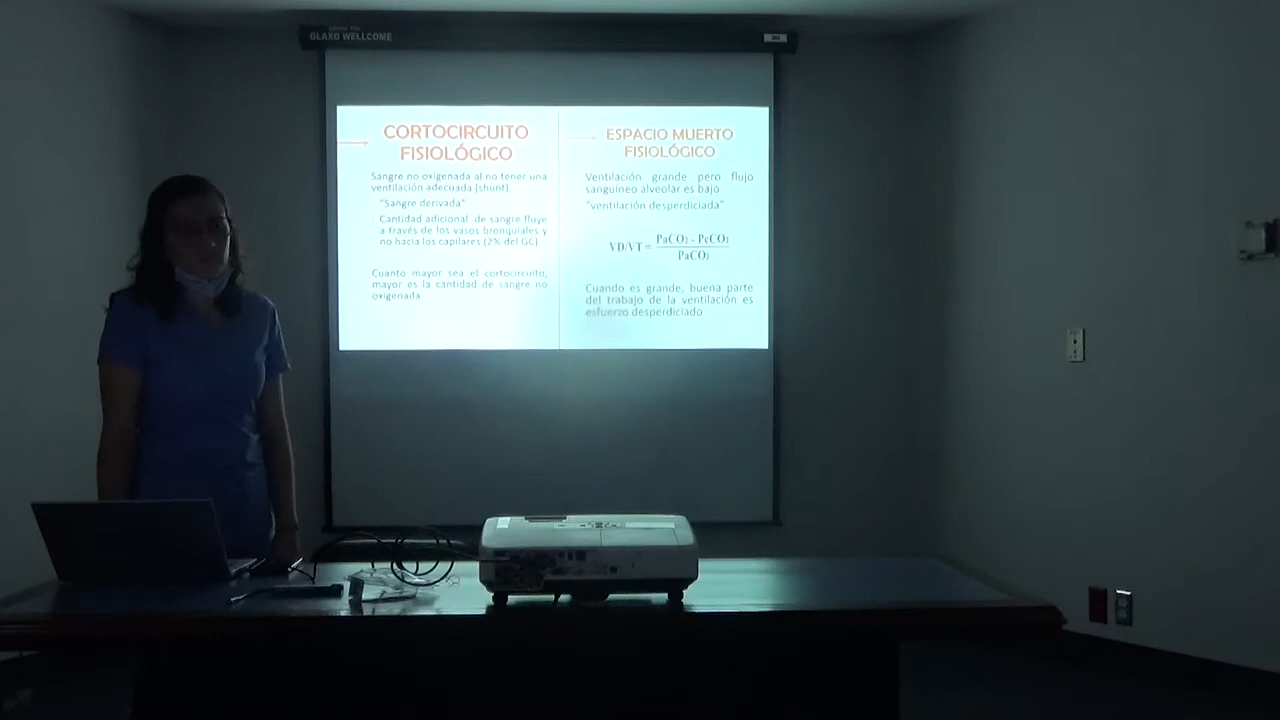 GLAXO WELLCOME
CORTOCIRCUITO
FISIOLÓGICO
Sangre no oxigenada al no tener una
ventilación adecuada (shunt)
"Sangre derivada"
Cantidad adicional de sangre fluye
a través de los vasos bronquiales y
no hacia los capilares (2% del GC)
Cuanto mayor sea el cortocircuito,
mayor es la cantidad de sangre no
oxigenada
ESPACIO MUERTO
FISIOLÓGICO
Ventilación grande pero flujo
sanguíneo alveolar es bajo
"ventilación desperdiciada"
VD/VT = PaCO₂ - PeCO₂
PaCO₂
Cuando es grande, buena parte
del trabajo de la ventilación es
esfuerzo desperdiciado